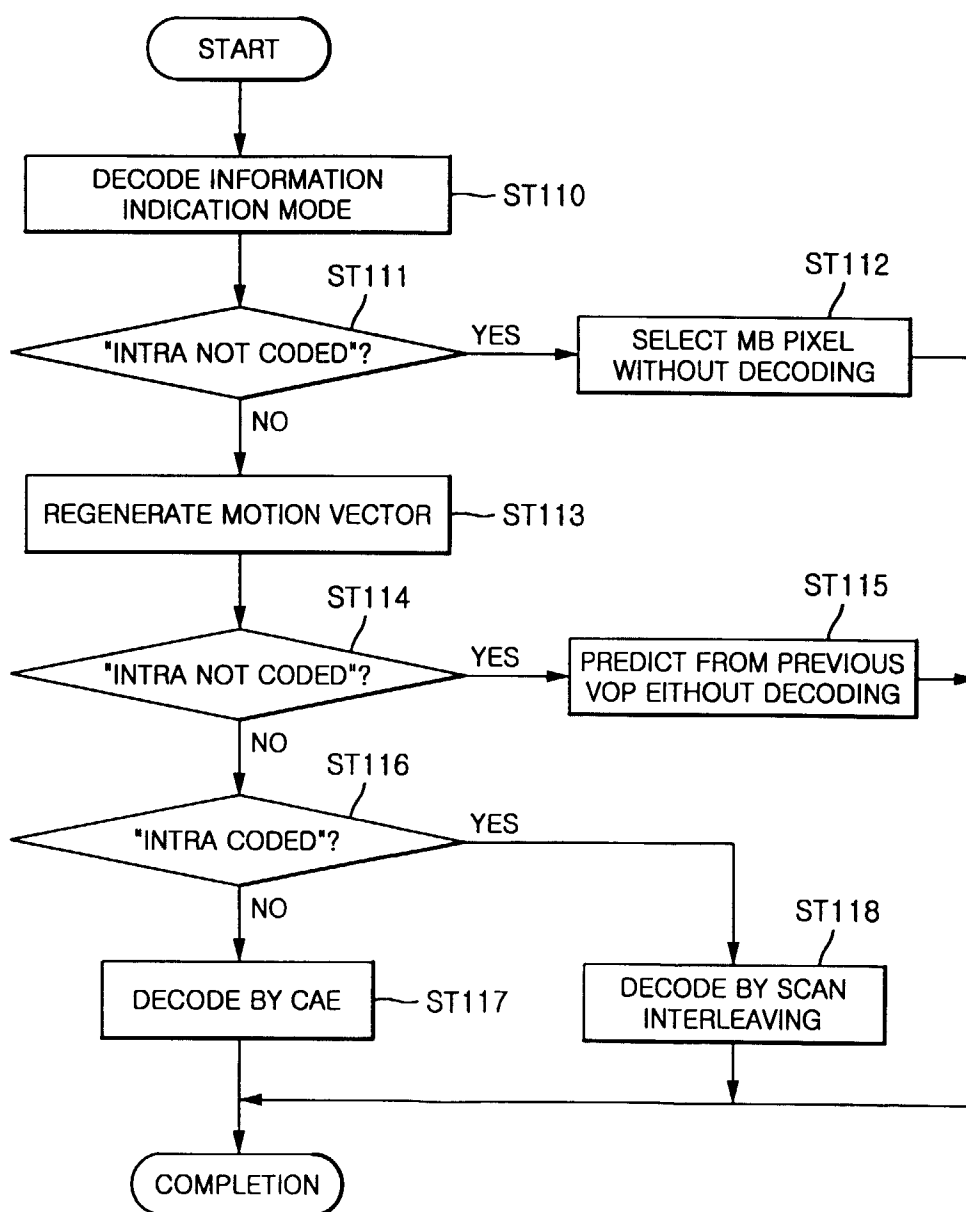 START
DECODE INFORMATION
INDICATION MODE
ST110
ST111
"INTRA NOT CODED"?
YES
NO
ST112
SELECT MB PIXEL
WITHOUT DECODING
REGENERATE MOTION VECTOR
ST113
ST114
"INTRA NOT CODED"?
YES
NO
ST115
PREDICT FROM PREVIOUS
VOP EITHOUT DECODING
ST116
"INTRA CODED"?
YES
NO
ST118
DECODE BY CAE
ST117
DECODE BY SCAN
INTERLEAVING
COMPLETION